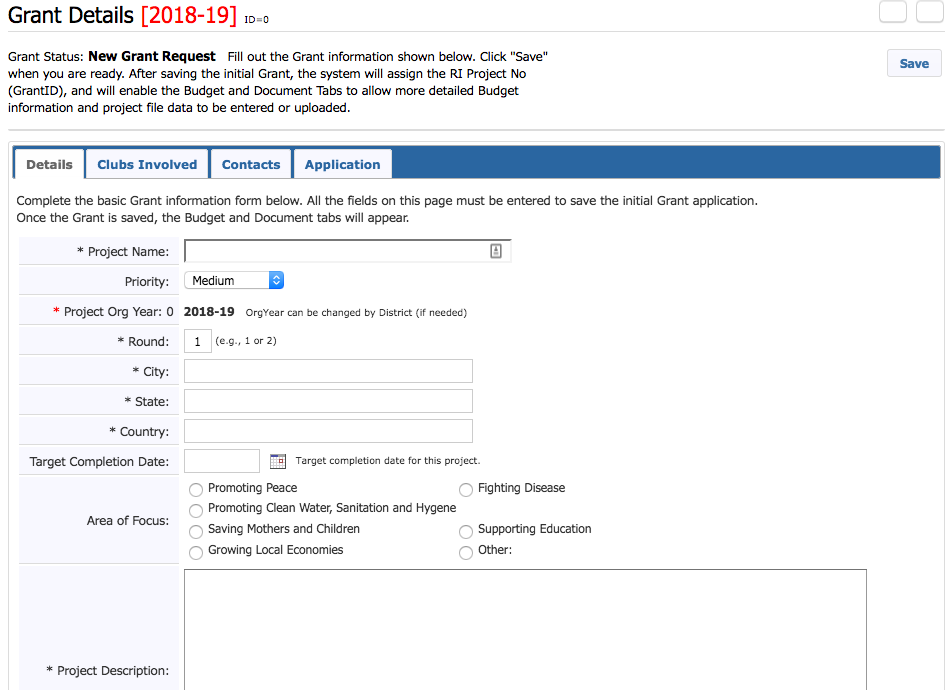 Grant Details [2018-19] ID=0
Grant Status: New Grant Request Fill out the Grant information shown below. Click "Save"
when you are ready. After saving the initial Grant, the system will assign the RI Project No
(GrantID), and will enable the Budget and Document Tabs to allow more detailed Budget
information and project file data to be entered or uploaded.
Save
Details Clubs Involved Contacts Application
Complete the basic Grant information form below. All the fields on this page must be entered to save the initial Grant application.
Once the Grant is saved, the Budget and Document tabs will appear.
* Project Name:
Priority: Medium
* Project Org Year: 0 2018-19 OrgYear can be changed by District (if needed)
* Round: 1 (e.g., 1 or 2)
* City:
* State:
* Country:
Target Completion Date: Target completion date for this project.
Area of Focus:
Promoting Peace Fighting Disease
Promoting Clean Water, Sanitation and Hygene
Saving Mothers and Children Supporting Education
Growing Local Economies Other:
* Project Description: